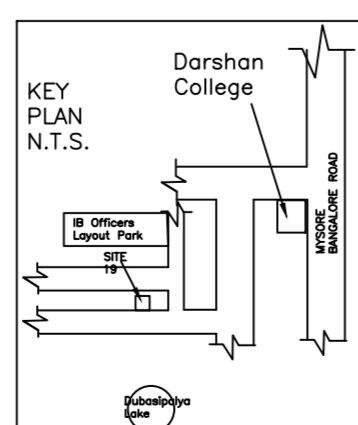 KEY
PLAN
N.T.S.
Darshan
College
MYSORE
BANGALORE ROAD
IB Officers
Layout Park
SITE
19
Dubasipalya
Lake